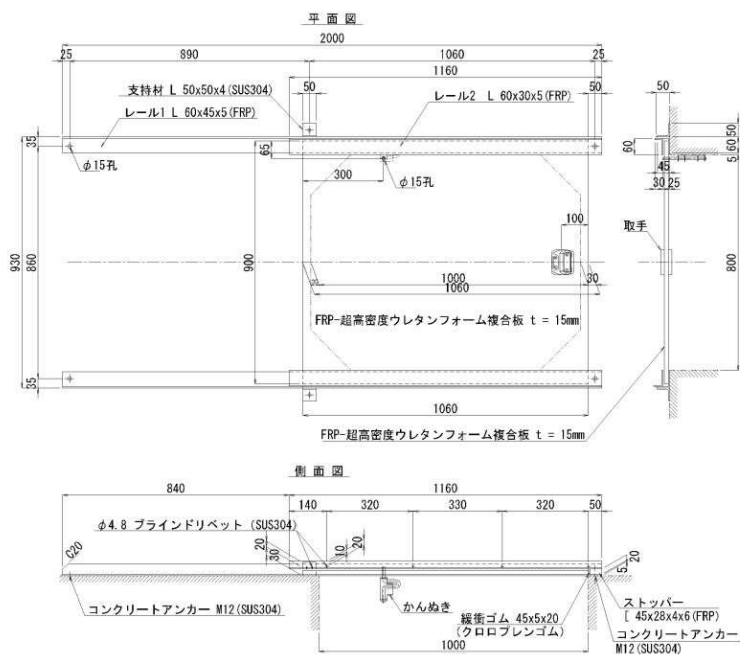 平面図
2000
25
890
1060
25
1160
支持材 L 50x50x4(SUS304)
50
レール2 L 60x30x5(FRP)
50
50
レール1 L 60x45x5(FRP)
35
65
60
50
5 60
45
30 25
φ15孔
300
φ15孔
100
取手
930
860
900
800
1000
30
1060
FRP-超高密度ウレタンフォーム複合板 t = 15mm
35
1060
FRP-超高密度ウレタンフォーム複合板 t = 15mm
側面図
840
1160
140
320
330
320
50
φ4.8 ブラインドリベット (SUS304)
C20
20
30
10
20
5
20
コンクリートアンカー M12(SUS304)
かんぬき
緩衝ゴム 45x5x20
(クロロプレンゴム)
ストッパー
[ 45x28x4x6(FRP)
コンクリートアンカー
M12(SUS304)
1000